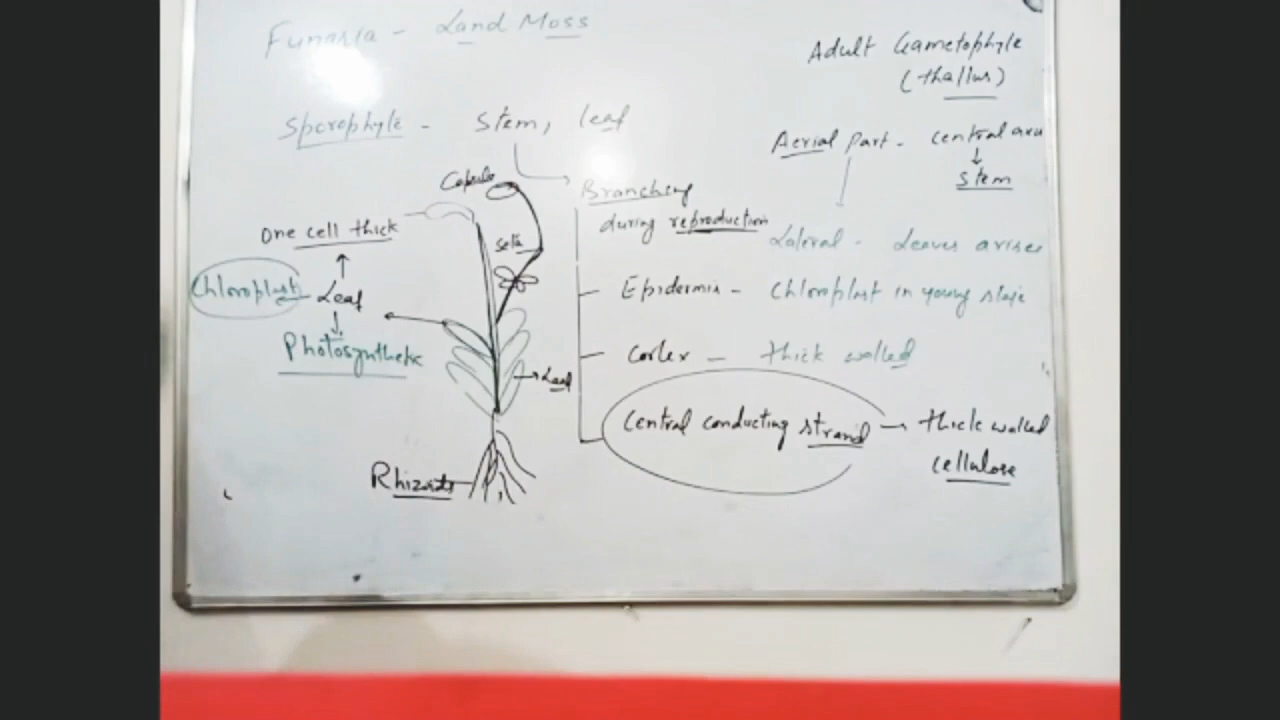 Funaria - Land Moss
Adult Gametophyte
(thallus)
Sporophyte - Stem, leaf
Aerial part - central axu
stem
Capsule
Branching
during reproduction
One cell thick
Seta
Lateral - Leaves arises
Chloroplast - Leaf
Epidermis - Chloroplast in young stage
Photosynthetic
Cortex - thick walled
Leaf
Central conducting strand → thick walled
cellulose
Rhizoids